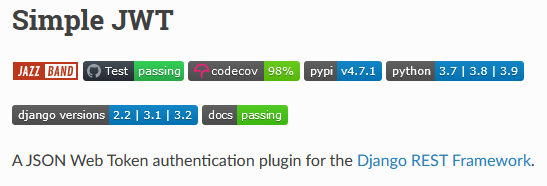 Simple JWT
JAZZ BAND Test passing codecov 98% pypi v4.7.1 python 3.7 | 3.8 | 3.9
django versions 2.2 | 3.1 | 3.2 docs passing
A JSON Web Token authentication plugin for the Django REST Framework.